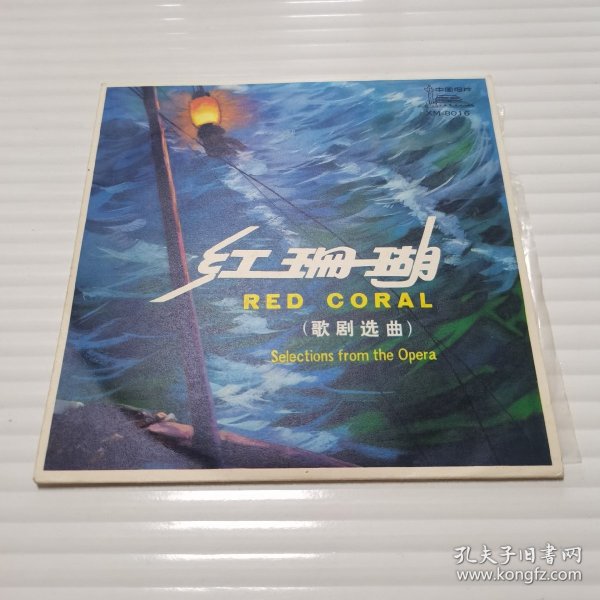 中国唱片
XM-8016
红珊瑚
RED CORAL
（歌剧选曲）
Selections from the Opera
孔夫子旧书网
www.kongfz.com